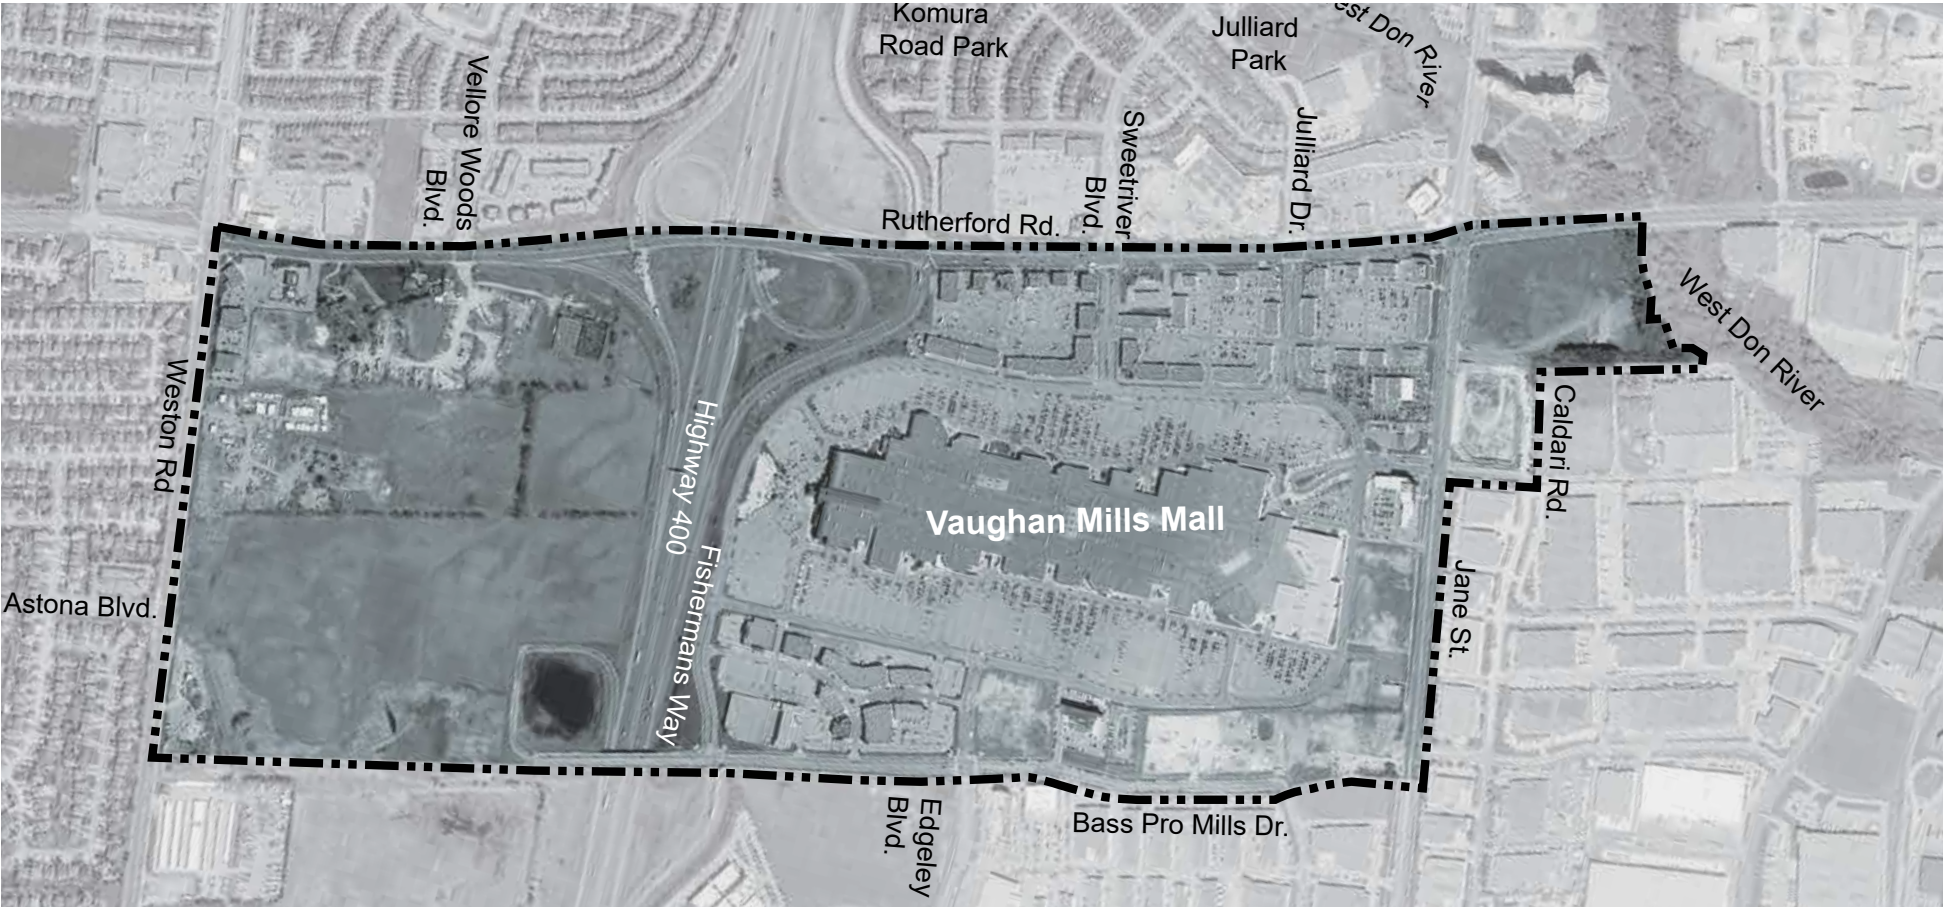 Komura
Road Park
Julliard
Park
est Don River
Vellore Woods
Blvd.
Sweetriver
Blvd.
Julliard Dr.
Rutherford Rd.
West Don River
Weston Rd
Highway 400
Fishermans Way
Vaughan Mills Mall
Caldari Rd.
Jane St.
Astona Blvd.
Edgeley
Blvd.
Bass Pro Mills Dr.